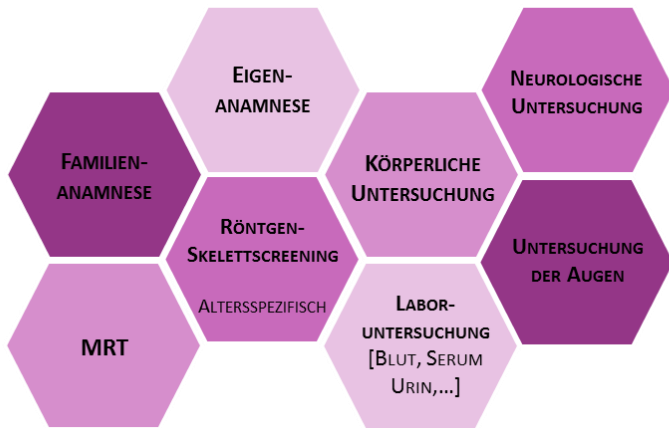 Eigen-
anamnese
Neurologische
Untersuchung
Familien-
anamnese
Körperliche
Untersuchung
Röntgen-
Skelettscreening
Altersspezifisch
Untersuchung
der Augen
MRT
Labor-
untersuchung
[Blut, Serum
Urin,...]